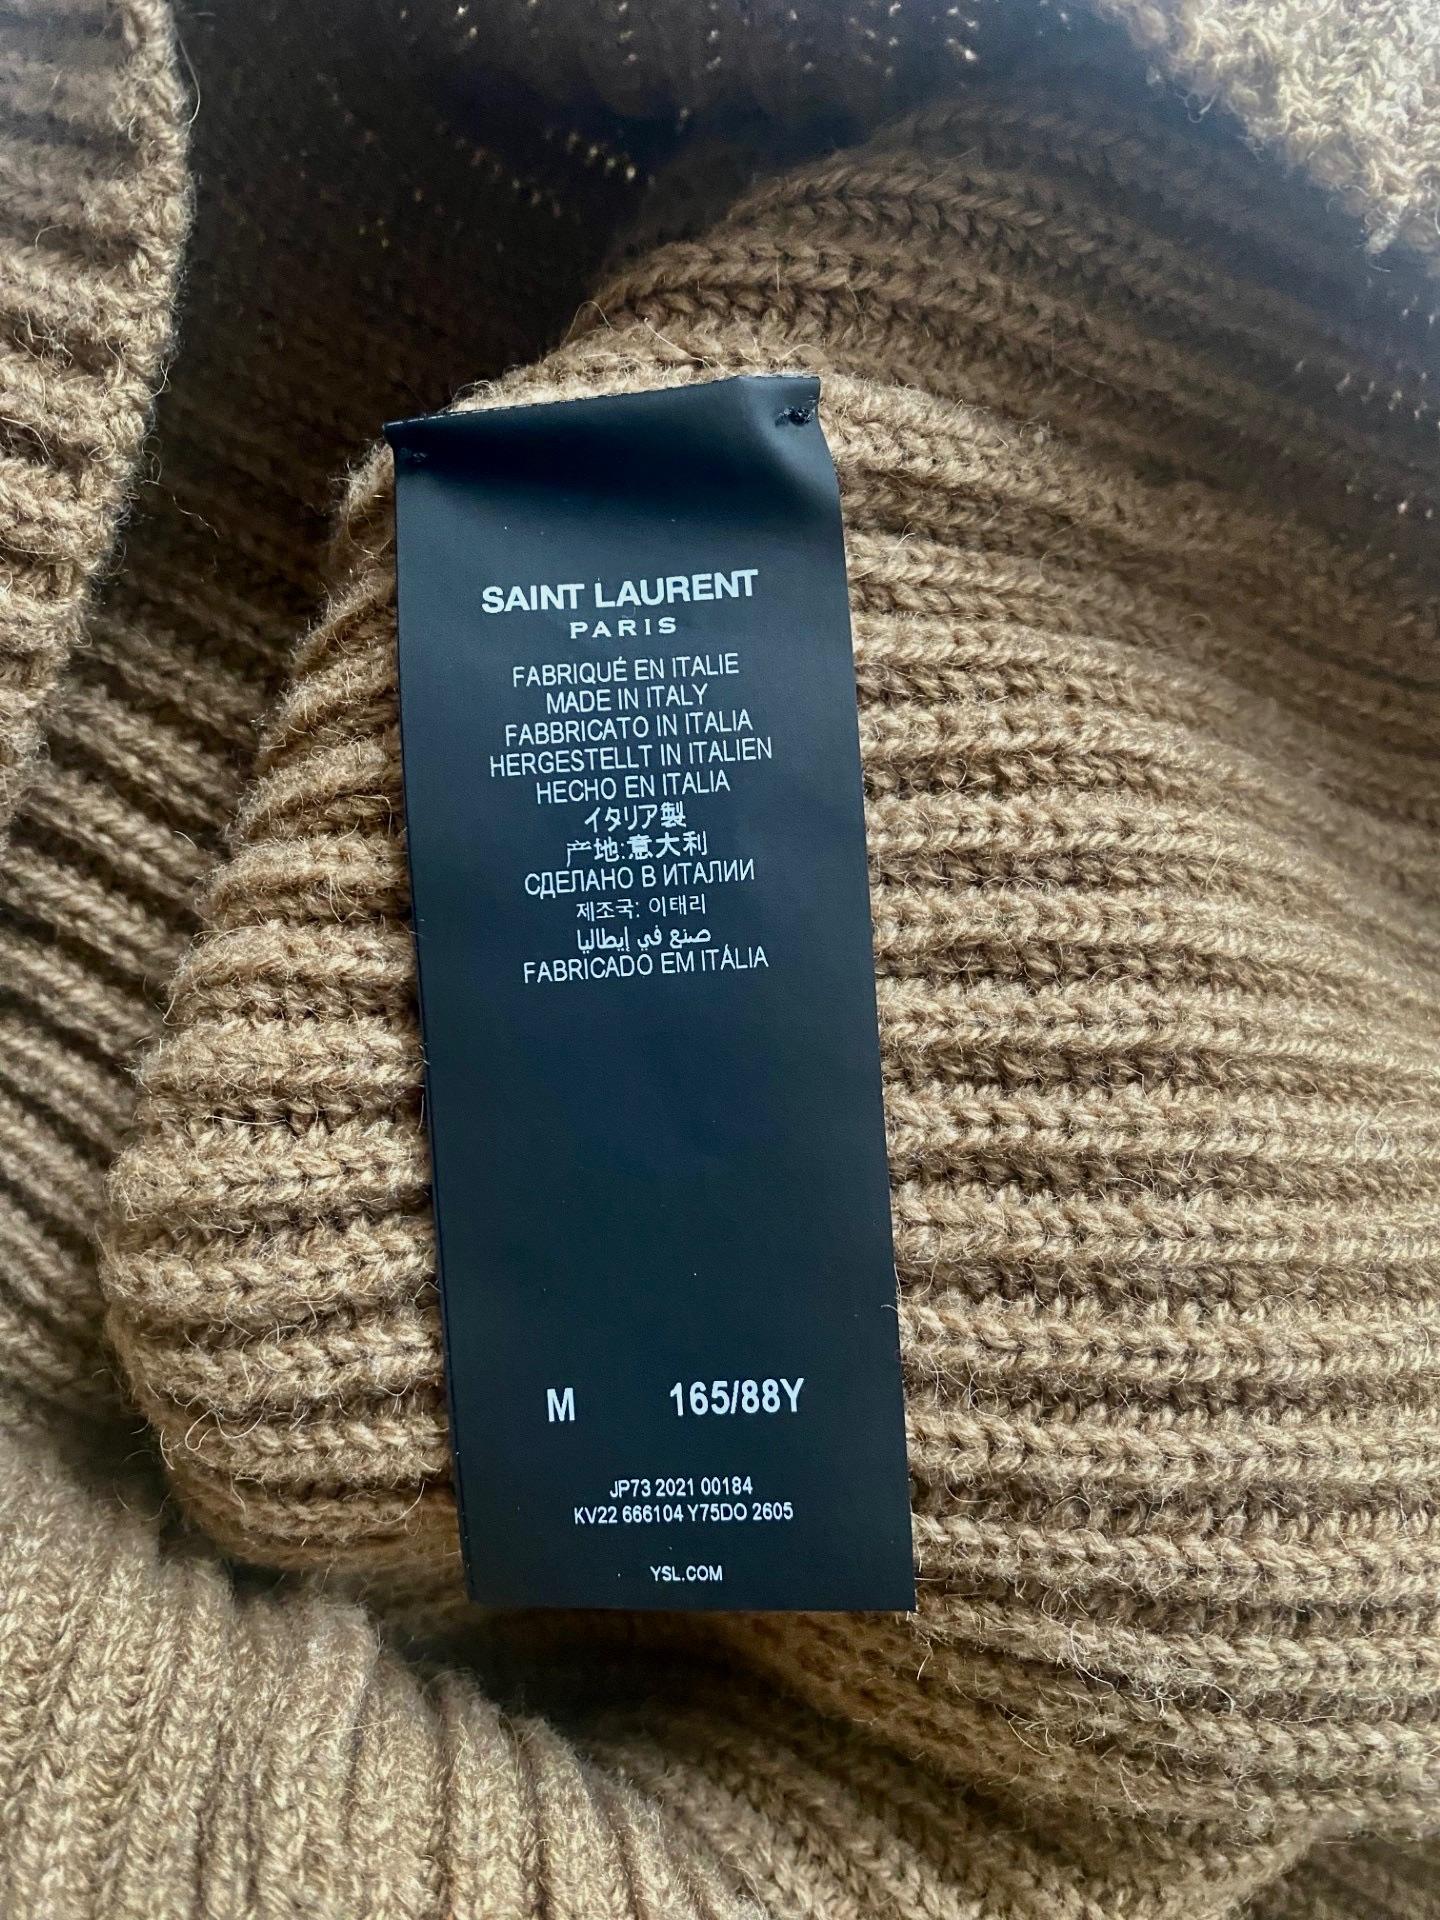 SAINT LAURENT
PARIS
FABRIQUÉ EN ITALIE
MADE IN ITALY
FABBRICATO IN ITALIA
HERGESTELLT IN ITALIEN
HECHO EN ITALIA
イタリア製
产地:意大利
СДЕЛАНО В ИТАЛИИ
제조국: 이태리
صنع في إيطاليا
FABRICADO EM ITÁLIA
M 165/88Y
JP73 2021 00184
KV22 666104 Y75DO 2605
YSL.COM